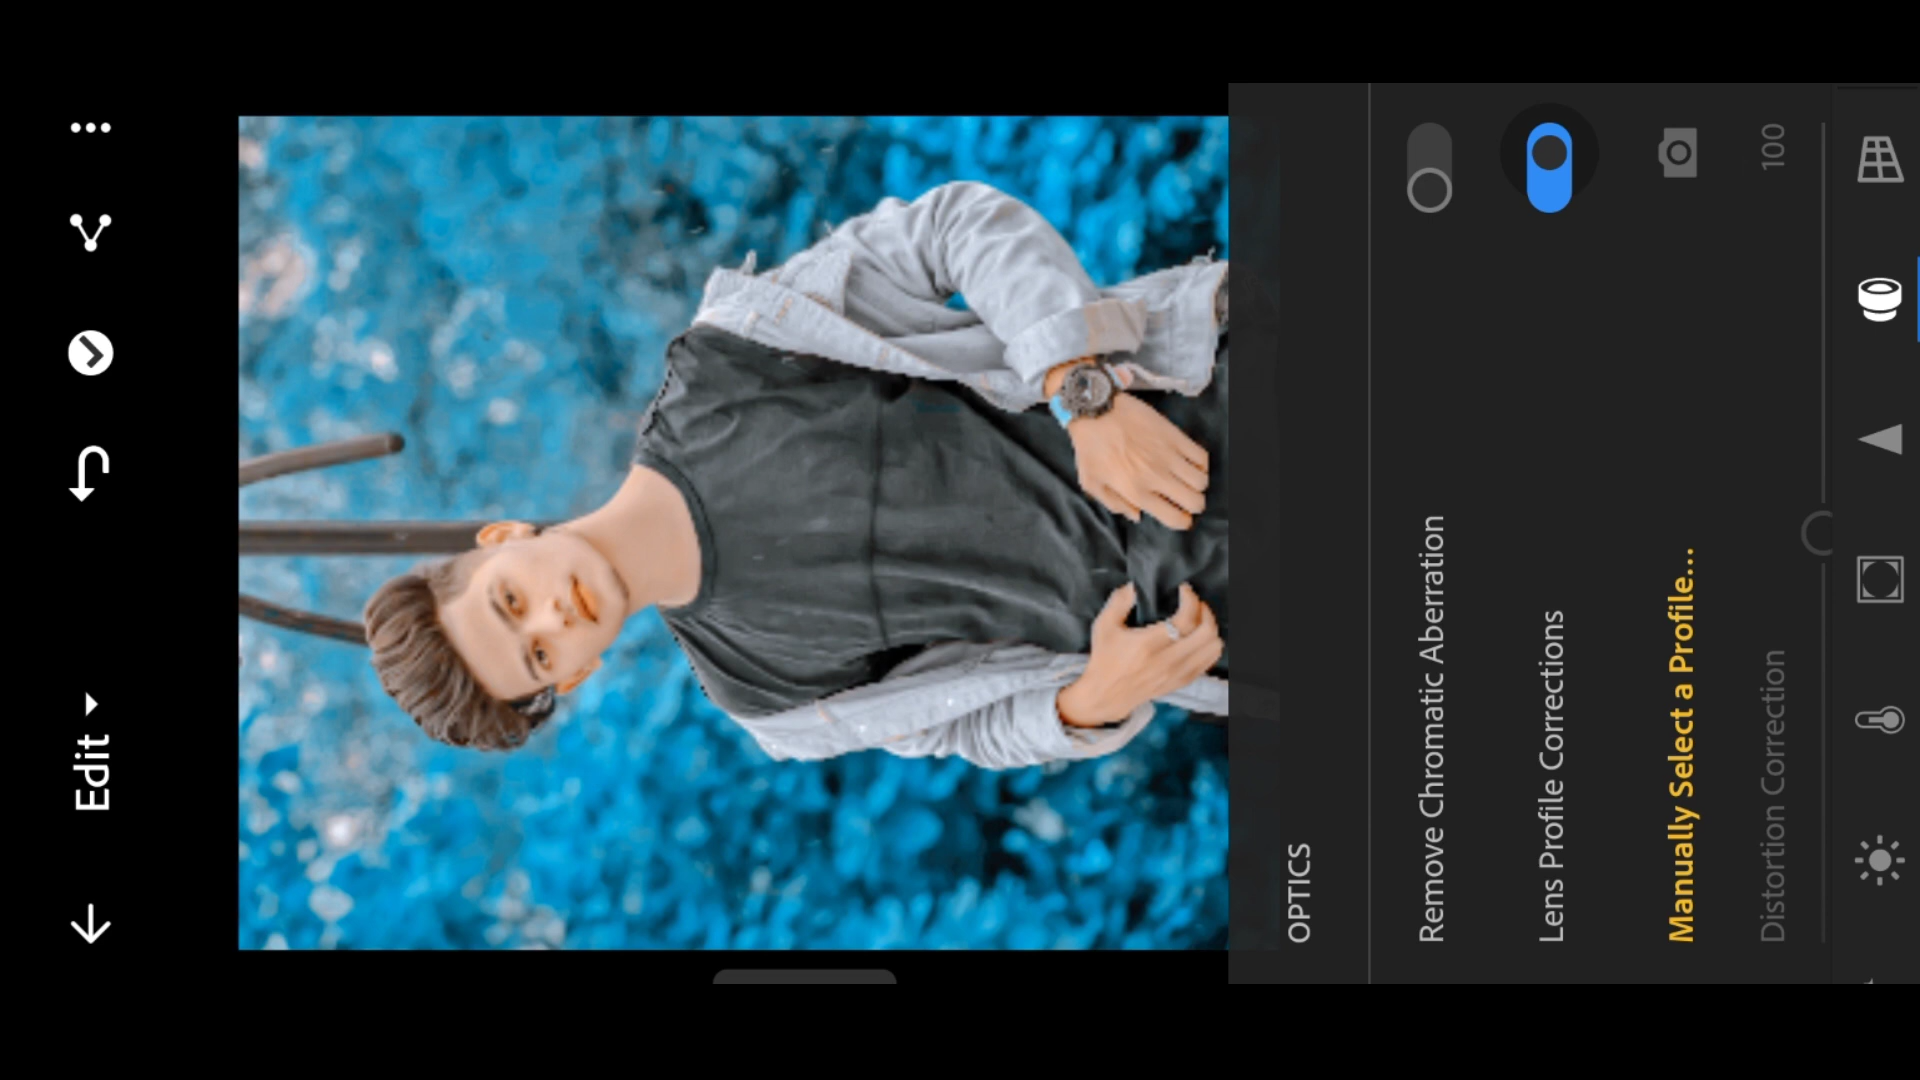 Edit
OPTICS
Remove Chromatic Aberration
Lens Profile Corrections
Manually Select a Profile...
Distortion Correction
100